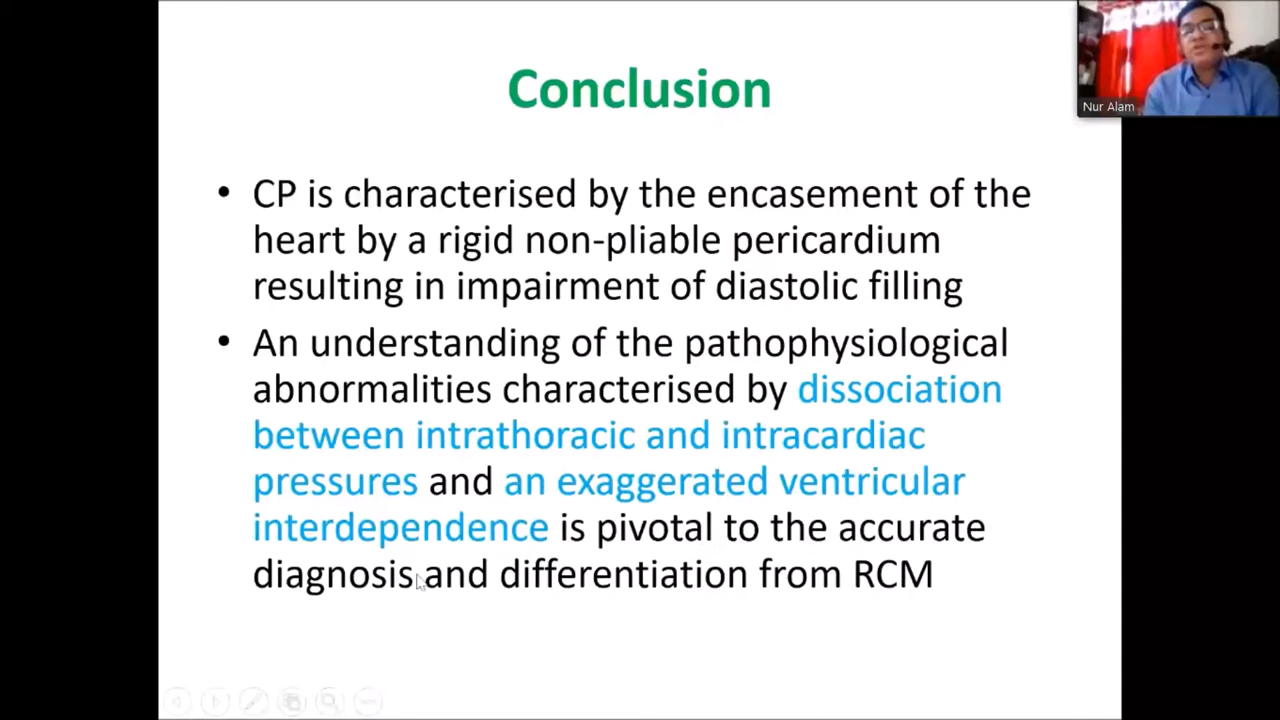 Conclusion
Nur Alam
• CP is characterised by the encasement of the
heart by a rigid non-pliable pericardium
resulting in impairment of diastolic filling
• An understanding of the pathophysiological
abnormalities characterised by dissociation
between intrathoracic and intracardiac
pressures and an exaggerated ventricular
interdependence is pivotal to the accurate
diagnosis and differentiation from RCM